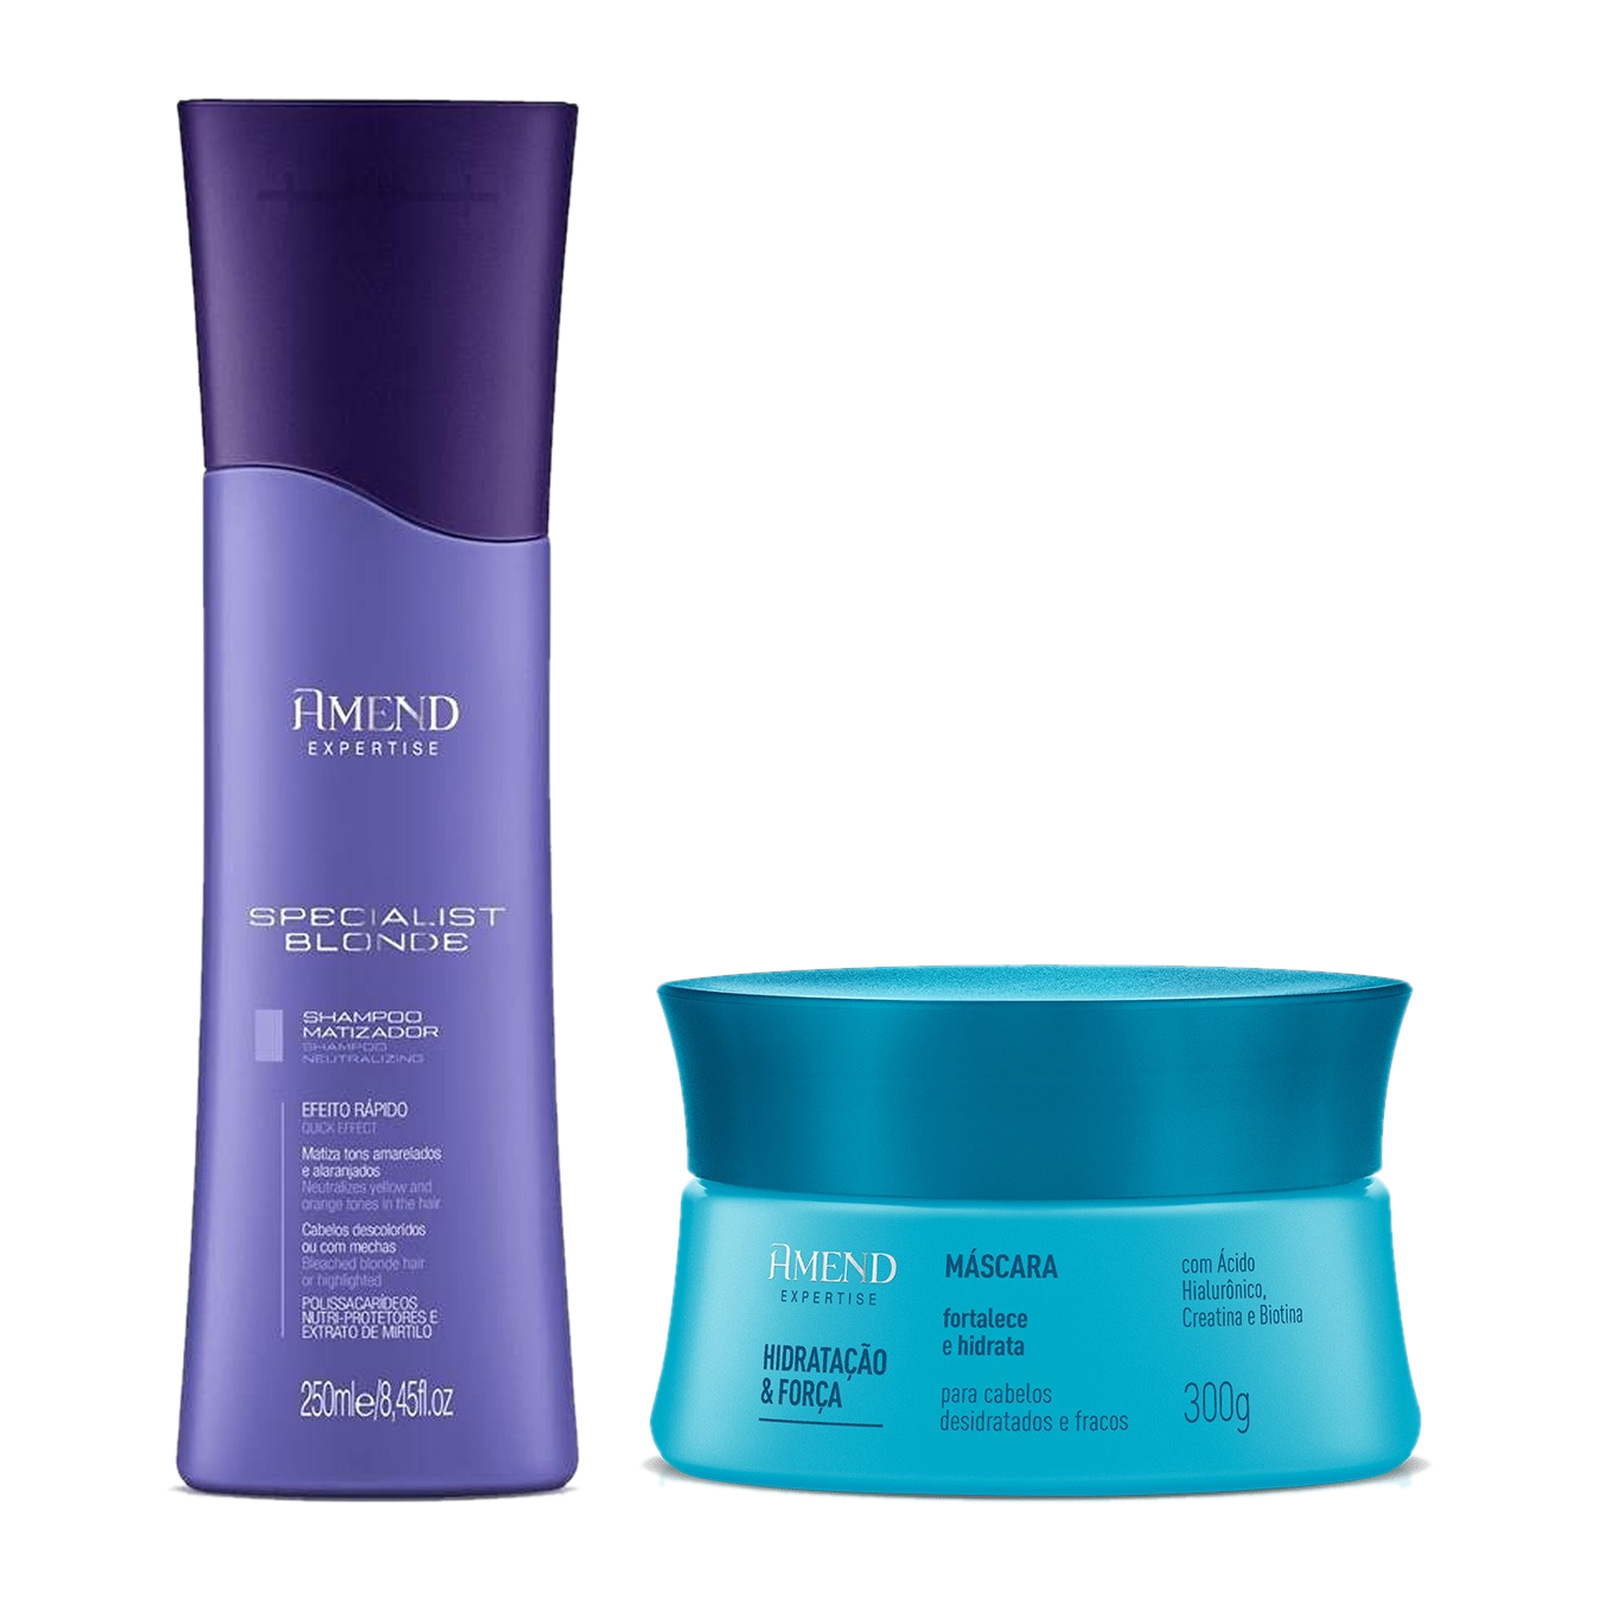 AMEND
EXPERTISE
SPECIALIST
BLONDE
SHAMPOO
MATIZADOR
SHAMPOO
NEUTRALIZING
EFEITO RÁPIDO
QUICK EFFECT
Matiza tons amarelados
e alaranjados
Neutralizes yellow and
orange tones in the hair
Cabelos descoloridos
ou com mechas
Bleached blonde hair
or highlighted
POLISSACARÍDEOS
NUTRI-PROTETORES E
EXTRATO DE MIRTILO
250ml e/8,45fl.oz
AMEND
EXPERTISE
HIDRATAÇÃO
& FORÇA
MÁSCARA
fortalece
e hidrata
para cabelos
desidratados e fracos
com Ácido
Hialurônico,
Creatina e Biotina
300g